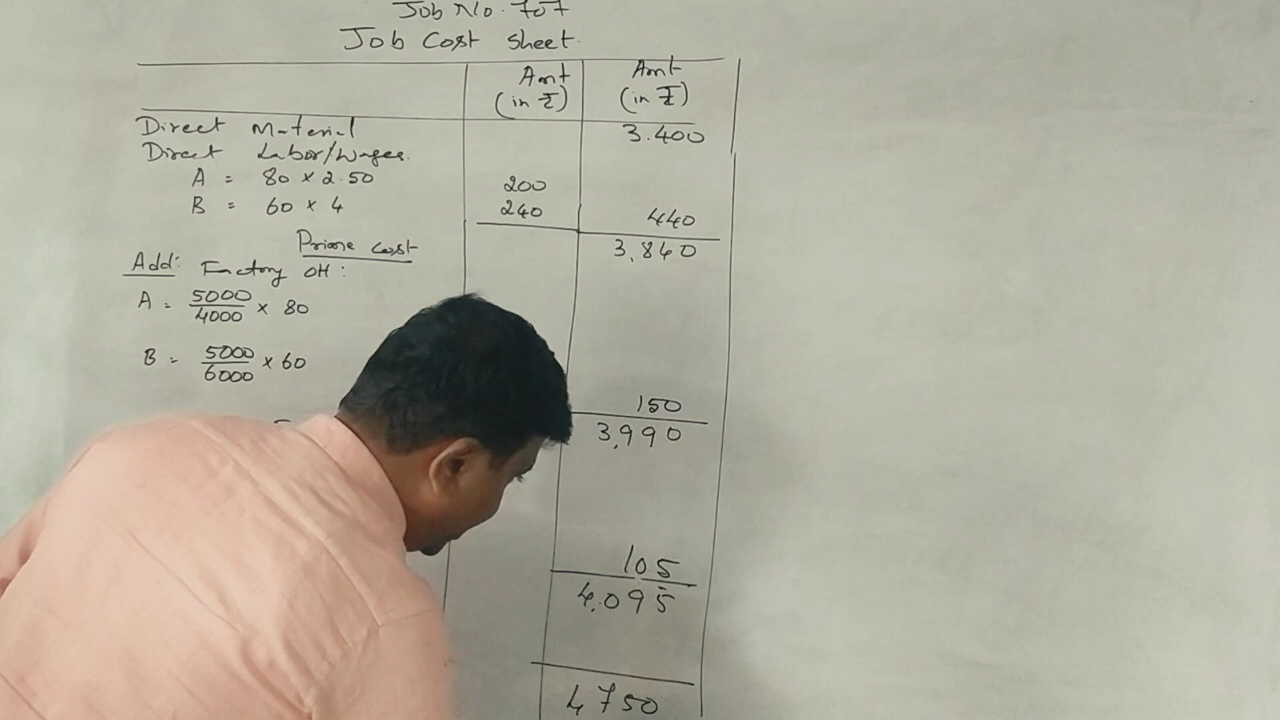 Job No. 707
Job Cost Sheet.
Amt (in ₹) Amt (in ₹)
Direct Material 3.400
Direct Labor/Wages.
A = 80 × 2.50 200
B = 60 × 4 240 440
Prime Cost 3,840
Add: Factory OH:
A = 5000/4000 × 80
B = 5000/6000 × 60
150
3,990
105
4,095
4750